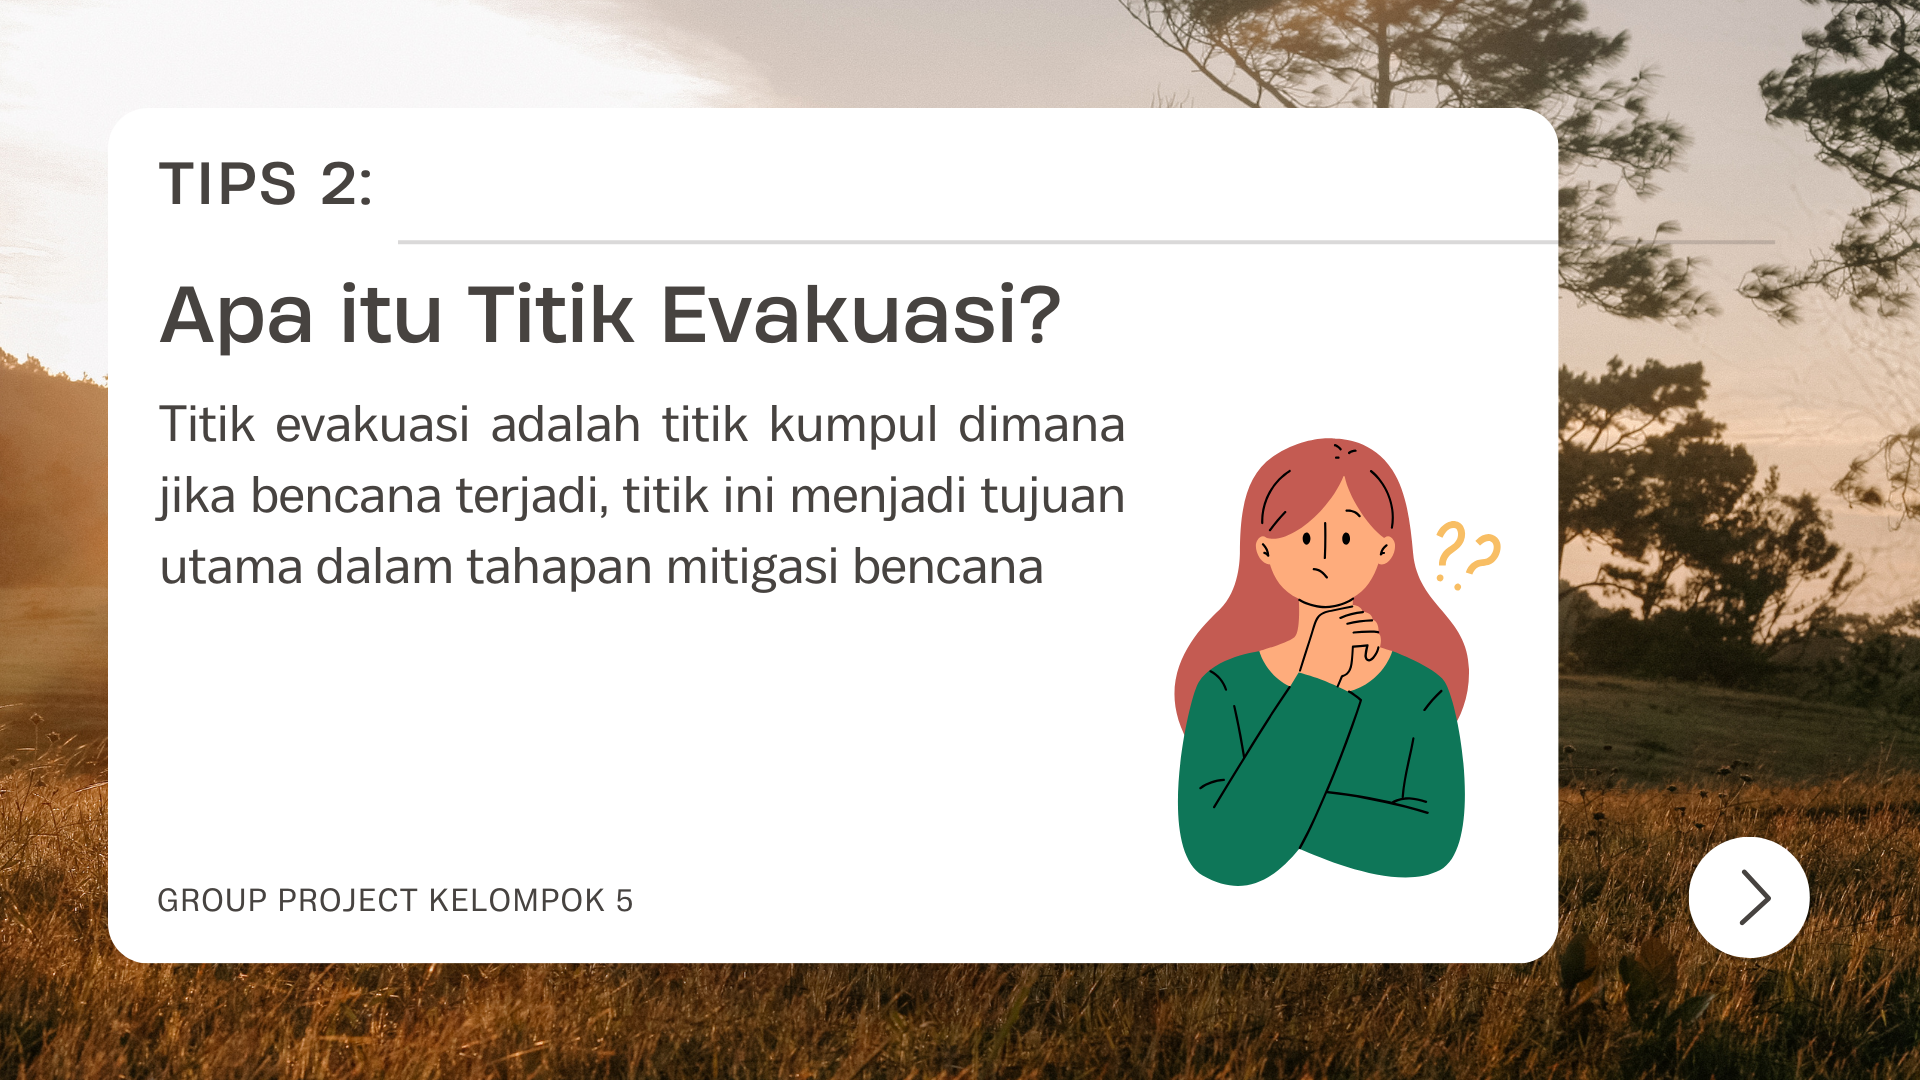 TIPS 2:
Apa itu Titik Evakuasi?
Titik evakuasi adalah titik kumpul dimana
jika bencana terjadi, titik ini menjadi tujuan
utama dalam tahapan mitigasi bencana
??
GROUP PROJECT KELOMPOK 5